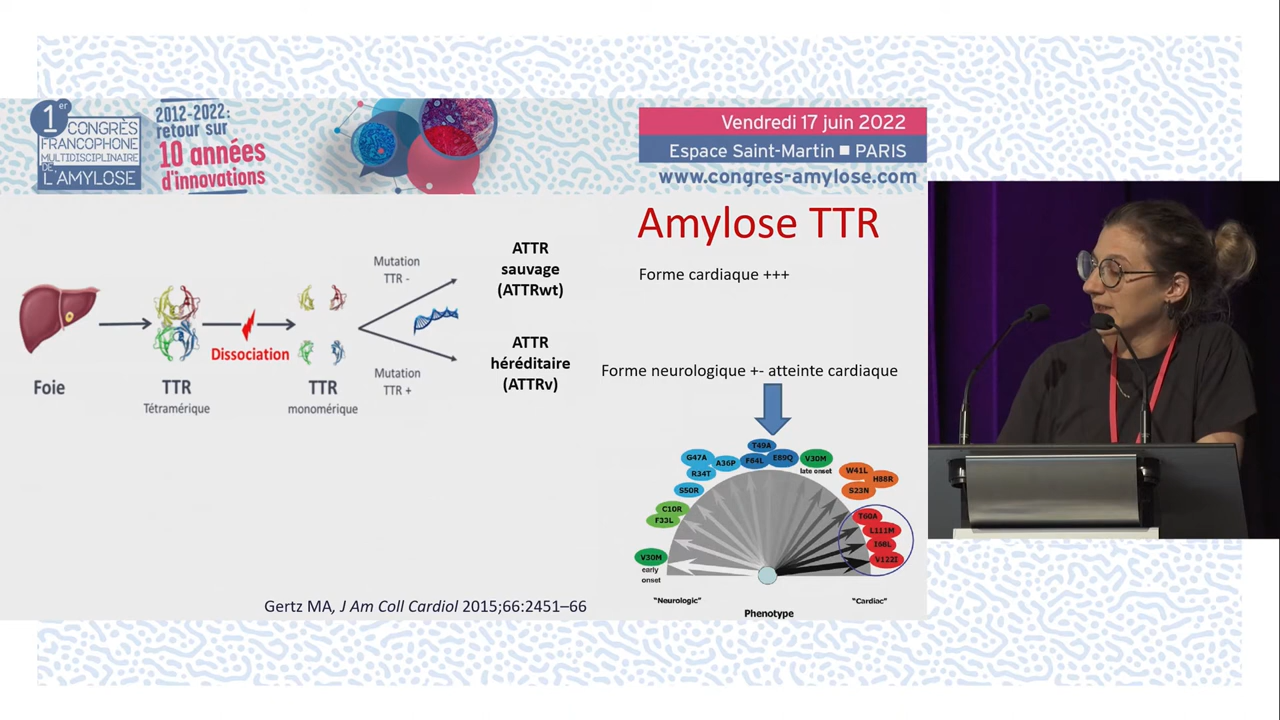 1er
CONGRÈS
FRANCOPHONE
MULTIDISCIPLINAIRE
DE
L'AMYLOSE
2012-2022:
retour sur
10 années
d'innovations
Vendredi 17 juin 2022
Espace Saint-Martin ■ PARIS
www.congres-amylose.com
Amylose TTR
Foie
TTR
Tétramérique
Dissociation
TTR
monomérique
Mutation
TTR -
Mutation
TTR +
ATTR
sauvage
(ATTRwt)
ATTR
héréditaire
(ATTRv)
Forme cardiaque +++
Forme neurologique +- atteinte cardiaque
V30M
early
onset
F33L
C10R
S50R
R34T
G47A
A36P
F64L
T49A
E89Q
V30M
late onset
W41L
H88R
S23N
T60A
L111M
I68L
V122I
"Neurologic"
"Cardiac"
Phenotype
Gertz MA, J Am Coll Cardiol 2015;66:2451–66